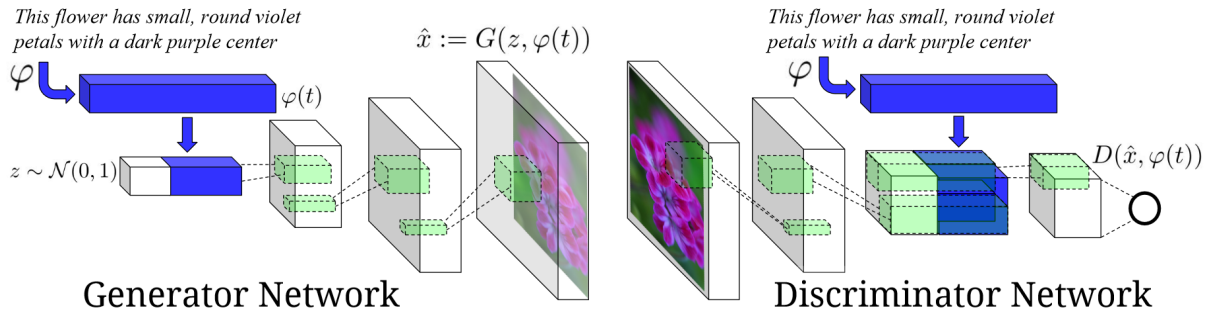 This flower has small, round violet
petals with a dark purple center
φ
φ(t)
z ∼ 𝒩(0, 1)
x̂ := G(z, φ(t))
Generator Network
This flower has small, round violet
petals with a dark purple center
φ
D(x̂, φ(t))
Discriminator Network